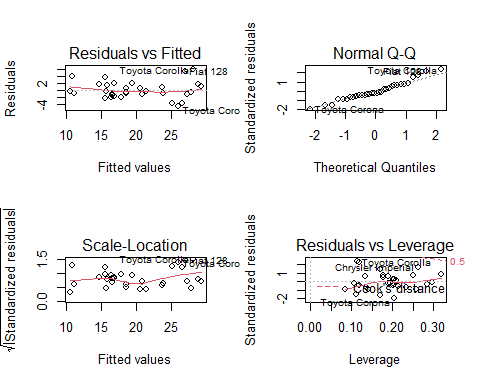 Residuals vs Fitted
Residuals
-4
2
Toyota Corolla
Fiat 128
Toyota Coro
10
15
20
25
Fitted values
Normal Q-Q
Standardized residuals
-2
1
Fiat 128
Toyota Corolla
Toyota Corona
-2
-1
0
1
2
Theoretical Quantiles
Scale-Location
√|Standardized residuals|
0.0
1.5
Toyota Corolla
Fiat 128
Toyota Coro
10
15
20
25
Fitted values
Residuals vs Leverage
Standardized residuals
-2
1
Toyota Corolla
Chrysler Imperial
Toyota Corona
Cook's distance
0.5
0.00
0.10
0.20
0.30
Leverage